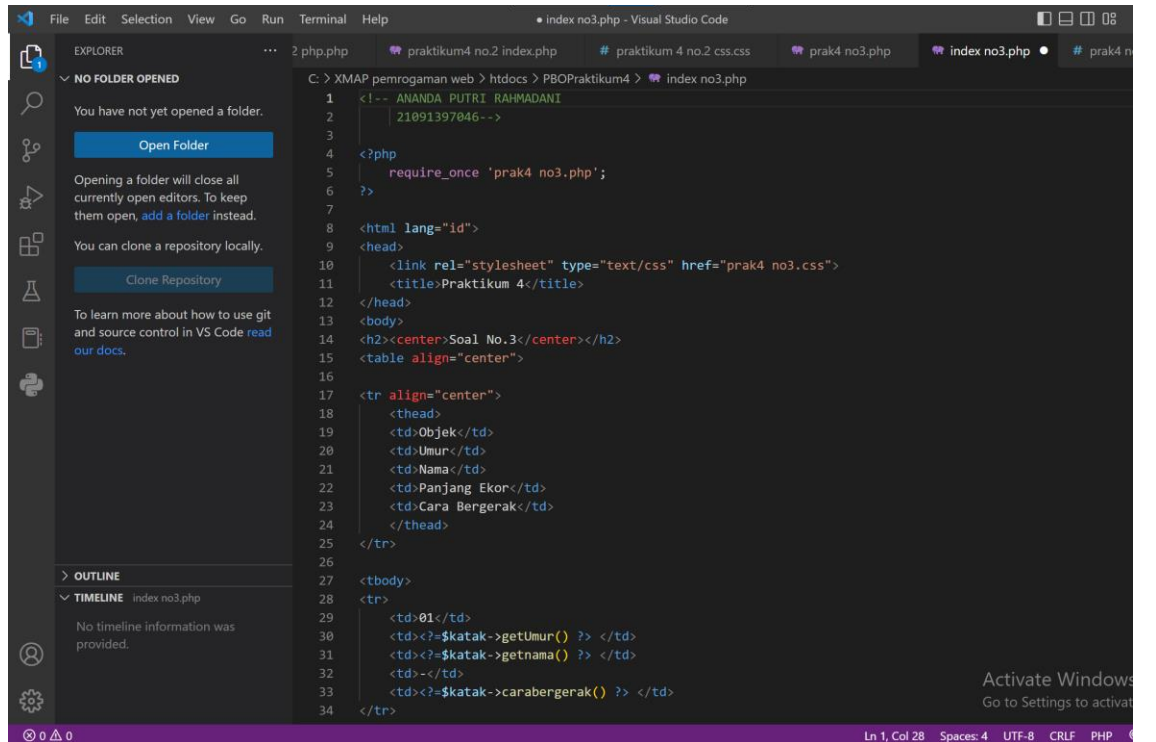 File Edit Selection View Go Run Terminal Help
● index no3.php - Visual Studio Code
EXPLORER ...
2 php.php praktikum4 no.2 index.php # praktikum 4 no.2 css.css prak4 no3.php index no3.php ● # prak4 n
NO FOLDER OPENED
C: > XMAP pemrogaman web > htdocs > PBOPraktikum4 > index no3.php
You have not yet opened a folder.
Open Folder
Opening a folder will close all
currently open editors. To keep
them open, add a folder instead.
You can clone a repository locally.
Clone Repository
To learn more about how to use git
and source control in VS Code read
our docs.
> OUTLINE
TIMELINE index no3.php
No timeline information was
provided.
1 <!-- ANANDA PUTRI RAHMADANI
2 21091397046-->
3
4 <?php
5 require_once 'prak4 no3.php';
6 ?>
7
8 <html lang="id">
9 <head>
10 <link rel="stylesheet" type="text/css" href="prak4 no3.css">
11 <title>Praktikum 4</title>
12 </head>
13 <body>
14 <h2><center>Soal No.3</center></h2>
15 <table align="center">
16
17 <tr align="center">
18 <thead>
19 <td>Objek</td>
20 <td>Umur</td>
21 <td>Nama</td>
22 <td>Panjang Ekor</td>
23 <td>Cara Bergerak</td>
24 </thead>
25 </tr>
26
27 <tbody>
28 <tr>
29 <td>01</td>
30 <td><?=$katak->getUmur() ?> </td>
31 <td><?=$katak->getnama() ?> </td>
32 <td>-</td>
33 <td><?=$katak->carabergerak() ?> </td>
34 </tr>
Activate Windows
Go to Settings to activat
0 0
Ln 1, Col 28 Spaces: 4 UTF-8 CRLF PHP